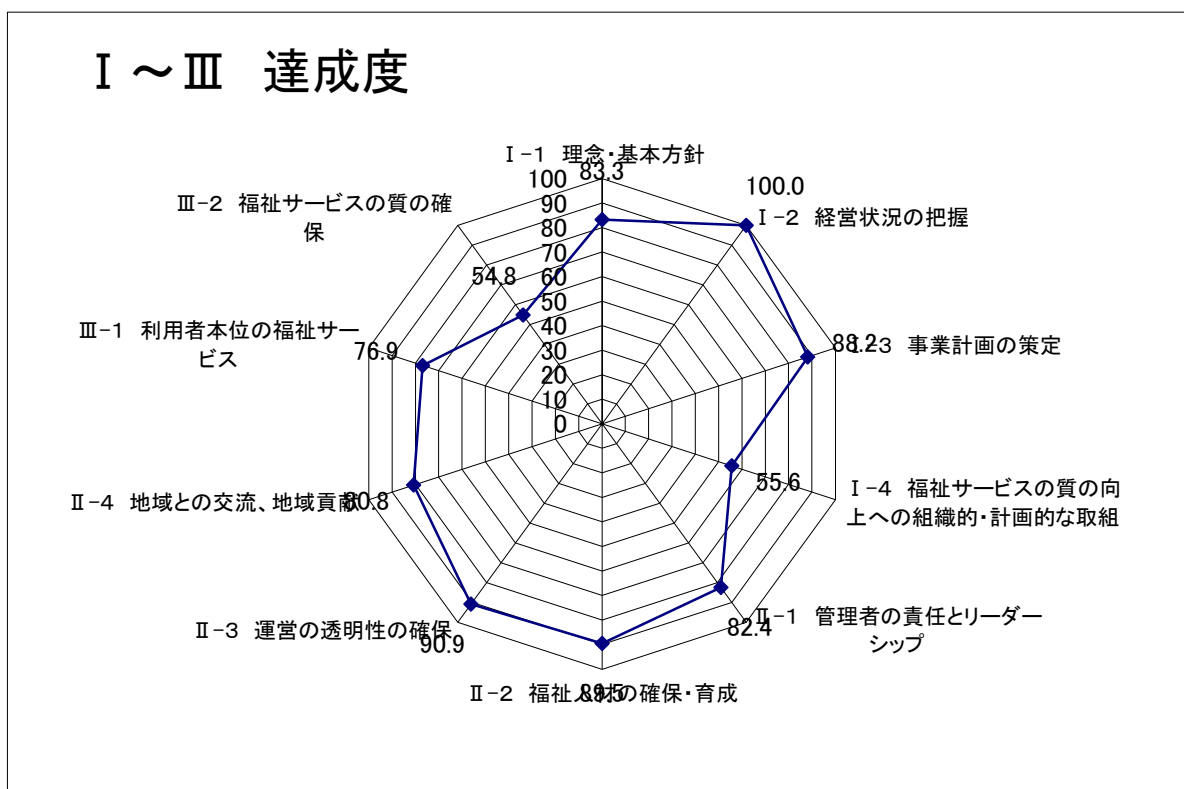 Ⅰ～Ⅲ 達成度
Ⅰ-1 理念・基本方針
83.3
100.0
Ⅰ-2 経営状況の把握
88.2
Ⅰ-3 事業計画の策定
55.6
Ⅰ-4 福祉サービスの質の向
上への組織的・計画的な取組
Ⅱ-1 管理者の責任とリーダー
シップ
82.4
Ⅱ-2 福祉人材の確保・育成
89.5
Ⅱ-3 運営の透明性の確保
90.9
Ⅱ-4 地域との交流、地域貢献
80.8
Ⅲ-1 利用者本位の福祉サー
ビス
76.9
Ⅲ-2 福祉サービスの質の確
保
54.8
100
90
80
70
60
50
40
30
20
10
0